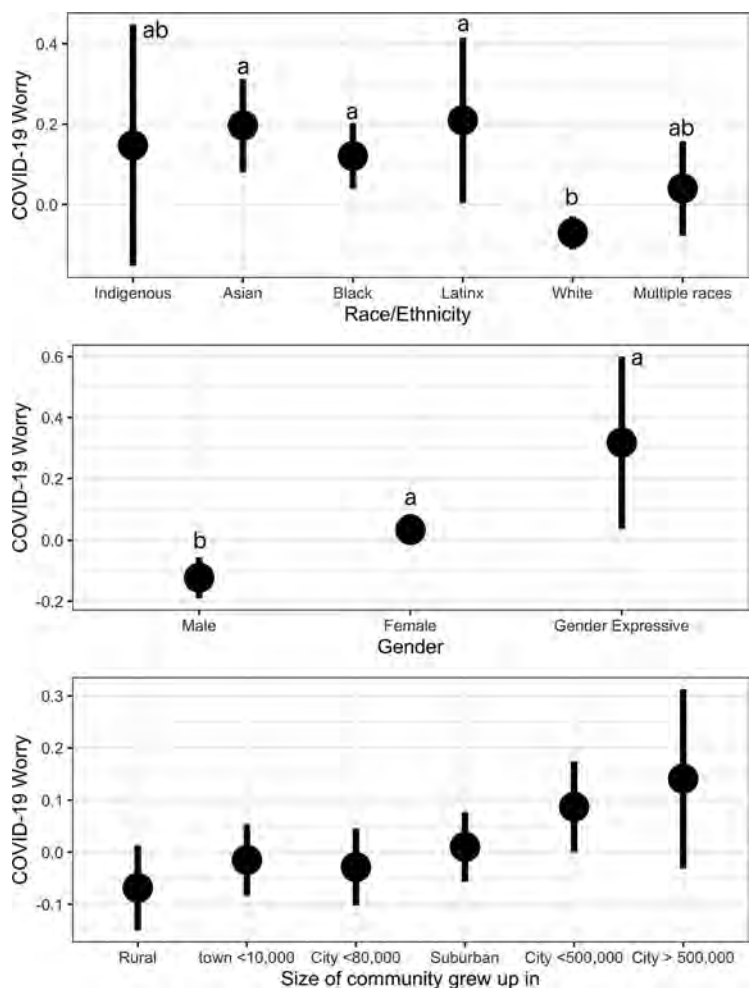 COVID-19 Worry
0.4
0.2
0.0
ab
a
a
a
b
ab
Indigenous Asian Black Latinx White Multiple races
Race/Ethnicity
COVID-19 Worry
0.6
0.4
0.2
0.0
-0.2
b
a
a
Male Female Gender Expressive
Gender
COVID-19 Worry
0.3
0.2
0.1
0.0
-0.1
Rural town <10,000 City <80,000 Suburban City <500,000 City > 500,000
Size of community grew up in